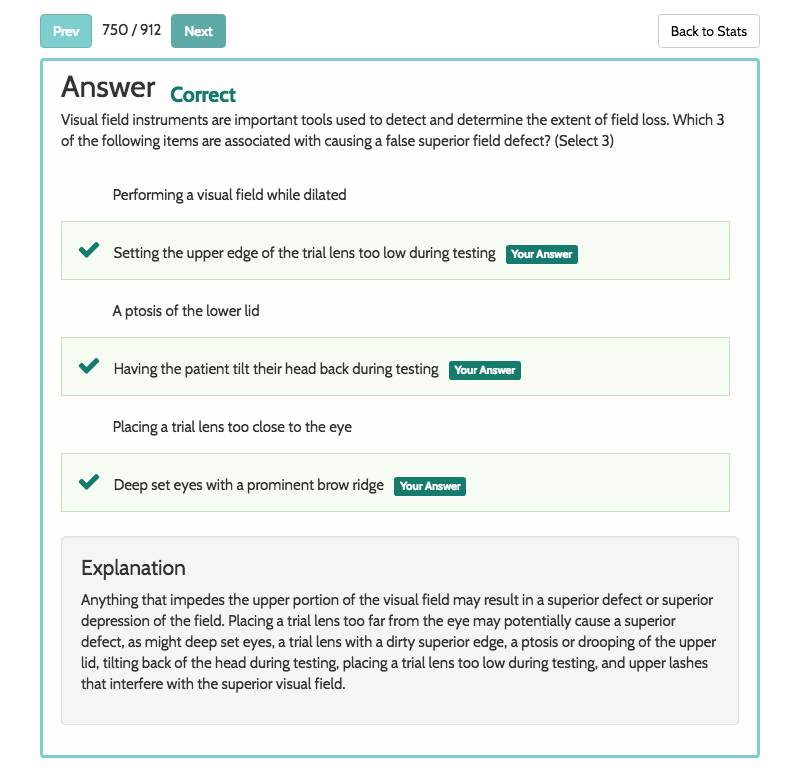 Prev 750 / 912 Next Back to Stats
Answer Correct
Visual field instruments are important tools used to detect and determine the extent of field loss. Which 3
of the following items are associated with causing a false superior field defect? (Select 3)
Performing a visual field while dilated
Setting the upper edge of the trial lens too low during testing Your Answer
A ptosis of the lower lid
Having the patient tilt their head back during testing Your Answer
Placing a trial lens too close to the eye
Deep set eyes with a prominent brow ridge Your Answer
Explanation
Anything that impedes the upper portion of the visual field may result in a superior defect or superior
depression of the field. Placing a trial lens too far from the eye may potentially cause a superior
defect, as might deep set eyes, a trial lens with a dirty superior edge, a ptosis or drooping of the upper
lid, tilting back of the head during testing, placing a trial lens too low during testing, and upper lashes
that interfere with the superior visual field.